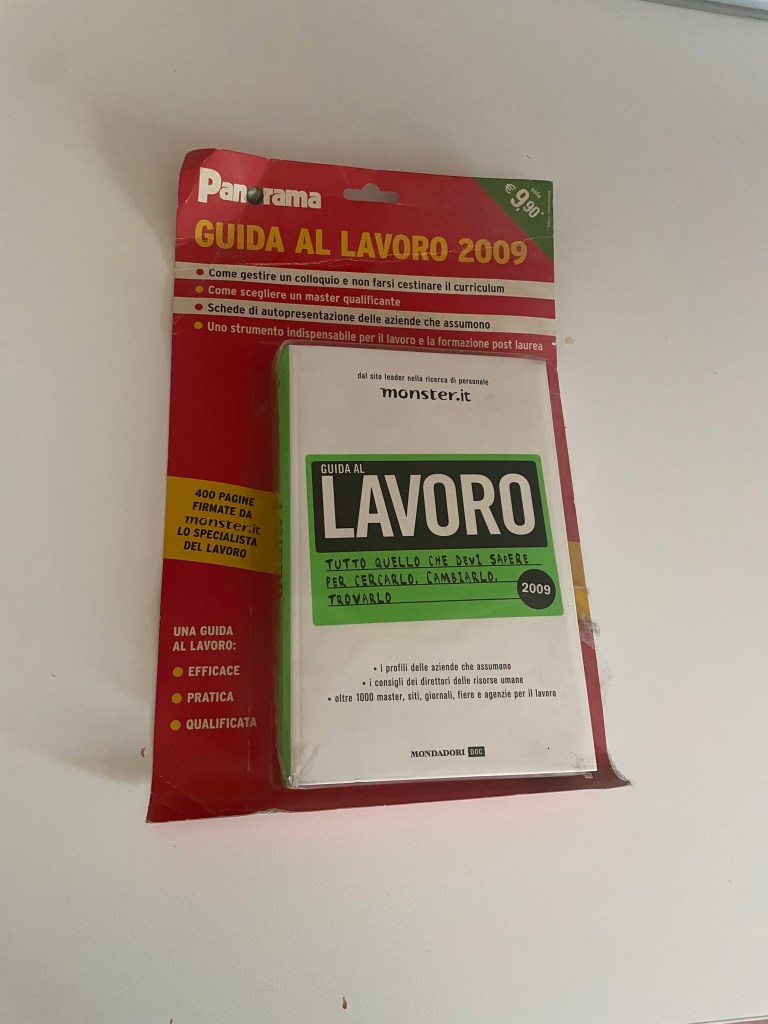 Panorama
solo
€ 9,90*
GUIDA AL LAVORO 2009
• Come gestire un colloquio e non farsi cestinare il curriculum
• Come scegliere un master qualificante
• Schede di autopresentazione delle aziende che assumono
• Uno strumento indispensabile per il lavoro e la formazione post laurea
dal sito leader nella ricerca di personale
monster.it
GUIDA AL
LAVORO
TUTTO QUELLO CHE DEVI SAPERE
PER CERCARLO, CAMBIARLO,
TROVARLO
2009
400 PAGINE
FIRMATE DA
monster.it
LO SPECIALISTA
DEL LAVORO
UNA GUIDA
AL LAVORO:
• EFFICACE
• PRATICA
• QUALIFICATA
• i profili delle aziende che assumono
• i consigli dei direttori delle risorse umane
• oltre 1000 master, siti, giornali, fiere e agenzie per il lavoro
MONDADORI DOC